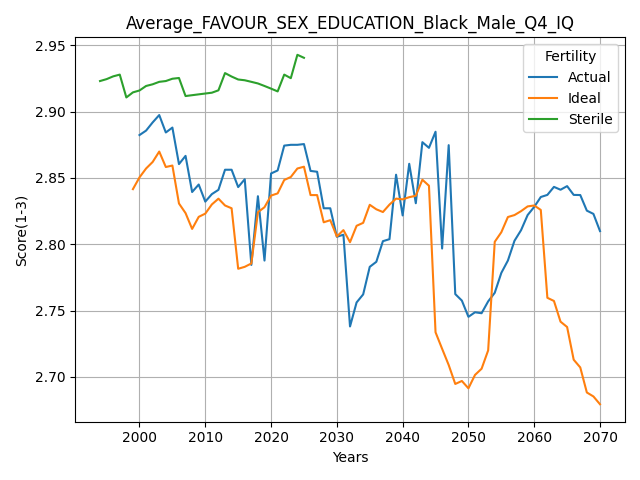 Average_FAVOUR_SEX_EDUCATION_Black_Male_Q4_IQ
Score(1-3)
2.95
2.90
2.85
2.80
2.75
2.70
Fertility
Actual
Ideal
Sterile
2000 2010 2020 2030 2040 2050 2060 2070
Years